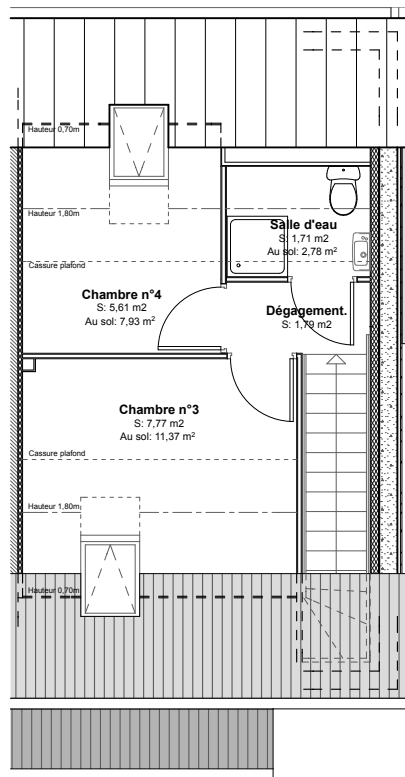 Hauteur 0,70m
Hauteur 1,80m
Salle d'eau
S: 1,71 m2
Au sol: 2,78 m²
Cassure plafond
Chambre n°4
S: 5,61 m2
Au sol: 7,93 m²
Dégagement.
S: 1,79 m2
Chambre n°3
S: 7,77 m2
Au sol: 11,37 m²
Cassure plafond
Hauteur 1,80m
Hauteur 0,70m